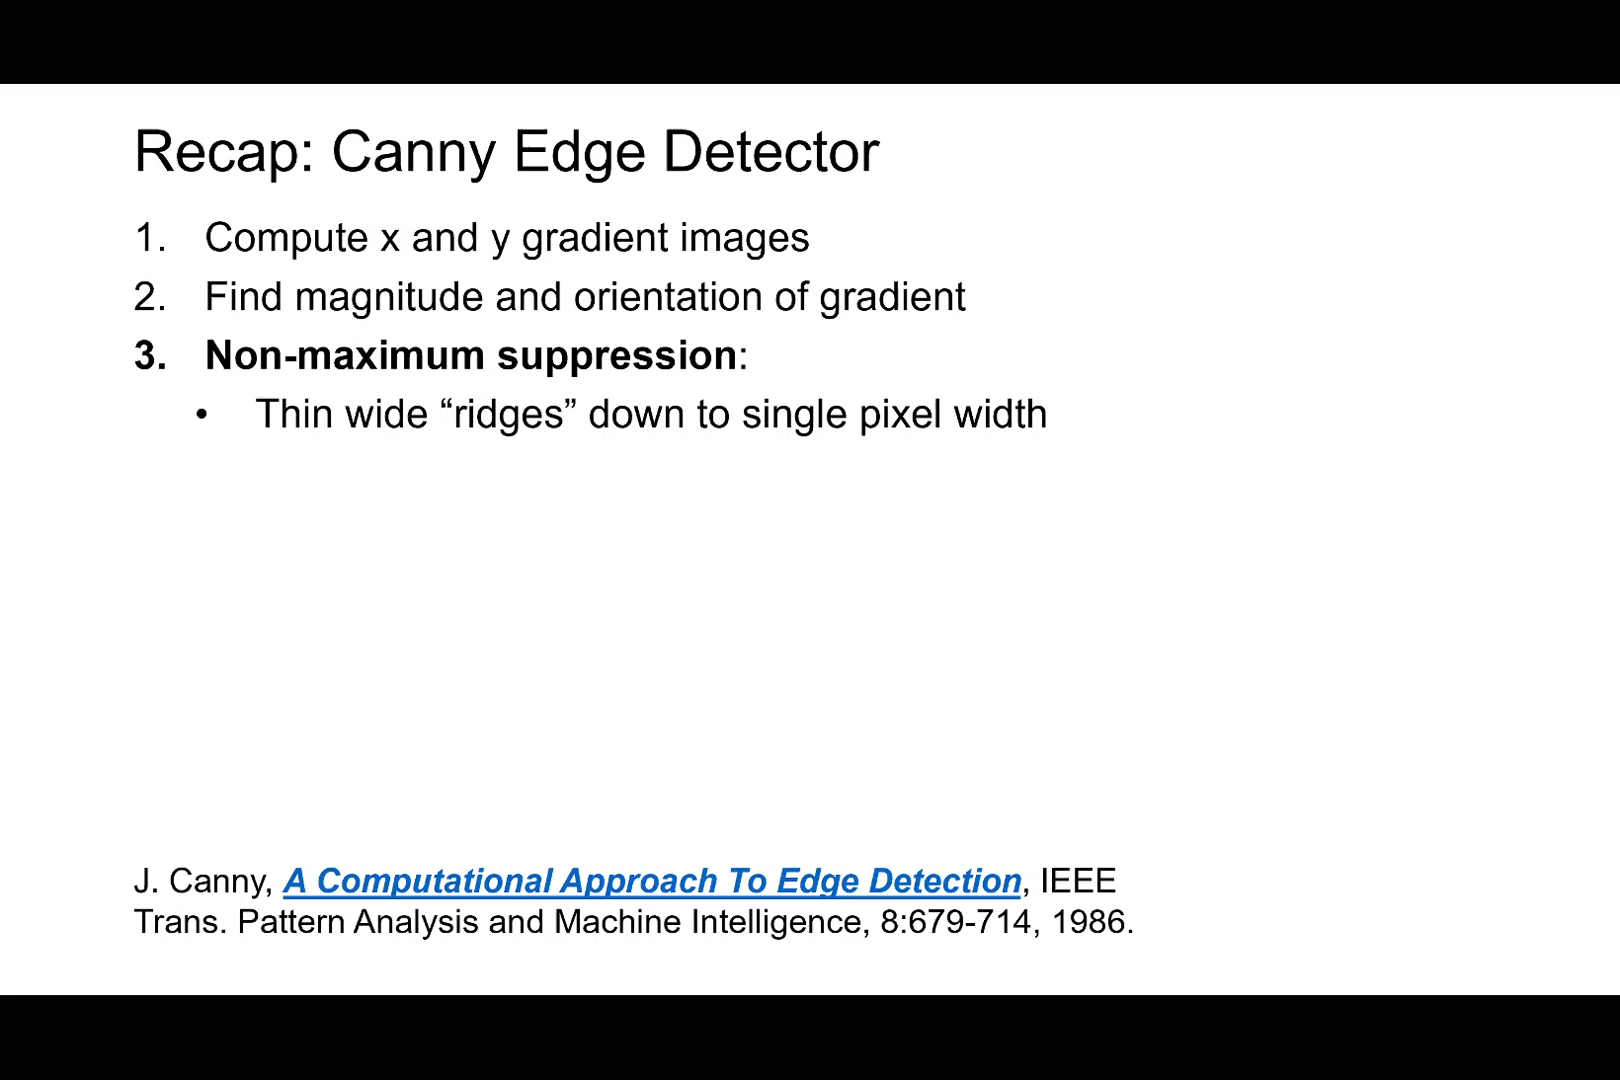 Recap: Canny Edge Detector
1. Compute x and y gradient images
2. Find magnitude and orientation of gradient
3. Non-maximum suppression:
• Thin wide “ridges” down to single pixel width
J. Canny, A Computational Approach To Edge Detection, IEEE
Trans. Pattern Analysis and Machine Intelligence, 8:679-714, 1986.